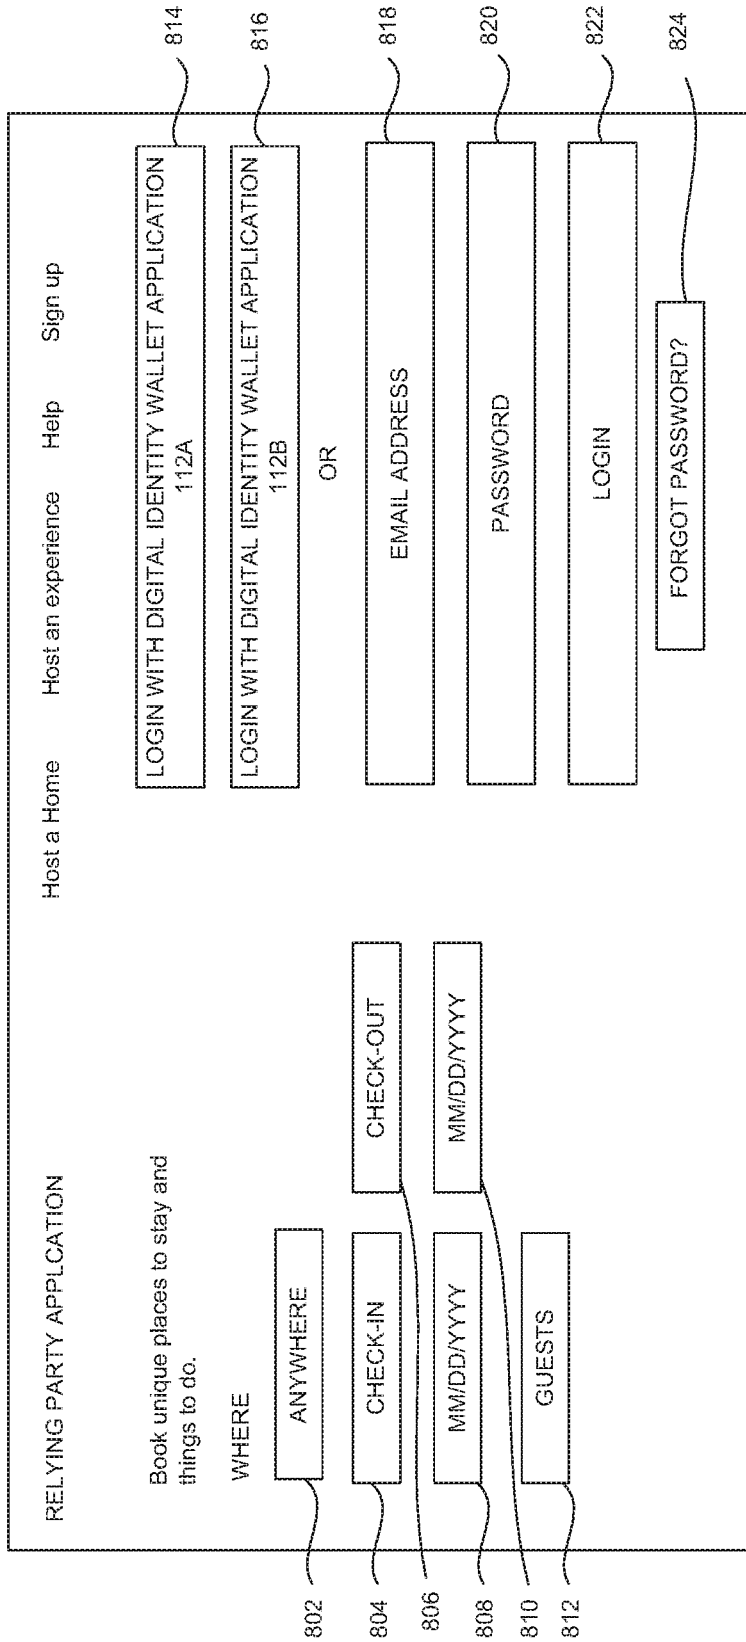 RELYING PARTY APPLCATION
Host a Home Host an experience Help Sign up
Book unique places to stay and
things to do.
WHERE
ANYWHERE
CHECK-IN CHECK-OUT
MM/DD/YYYY MM/DD/YYYY
GUESTS
802
804
806
808
810
812
LOGIN WITH DIGITAL IDENTITY WALLET APPLICATION
112A
LOGIN WITH DIGITAL IDENTITY WALLET APPLICATION
112B
OR
EMAIL ADDRESS
PASSWORD
LOGIN
FORGOT PASSWORD?
814
816
818
820
822
824